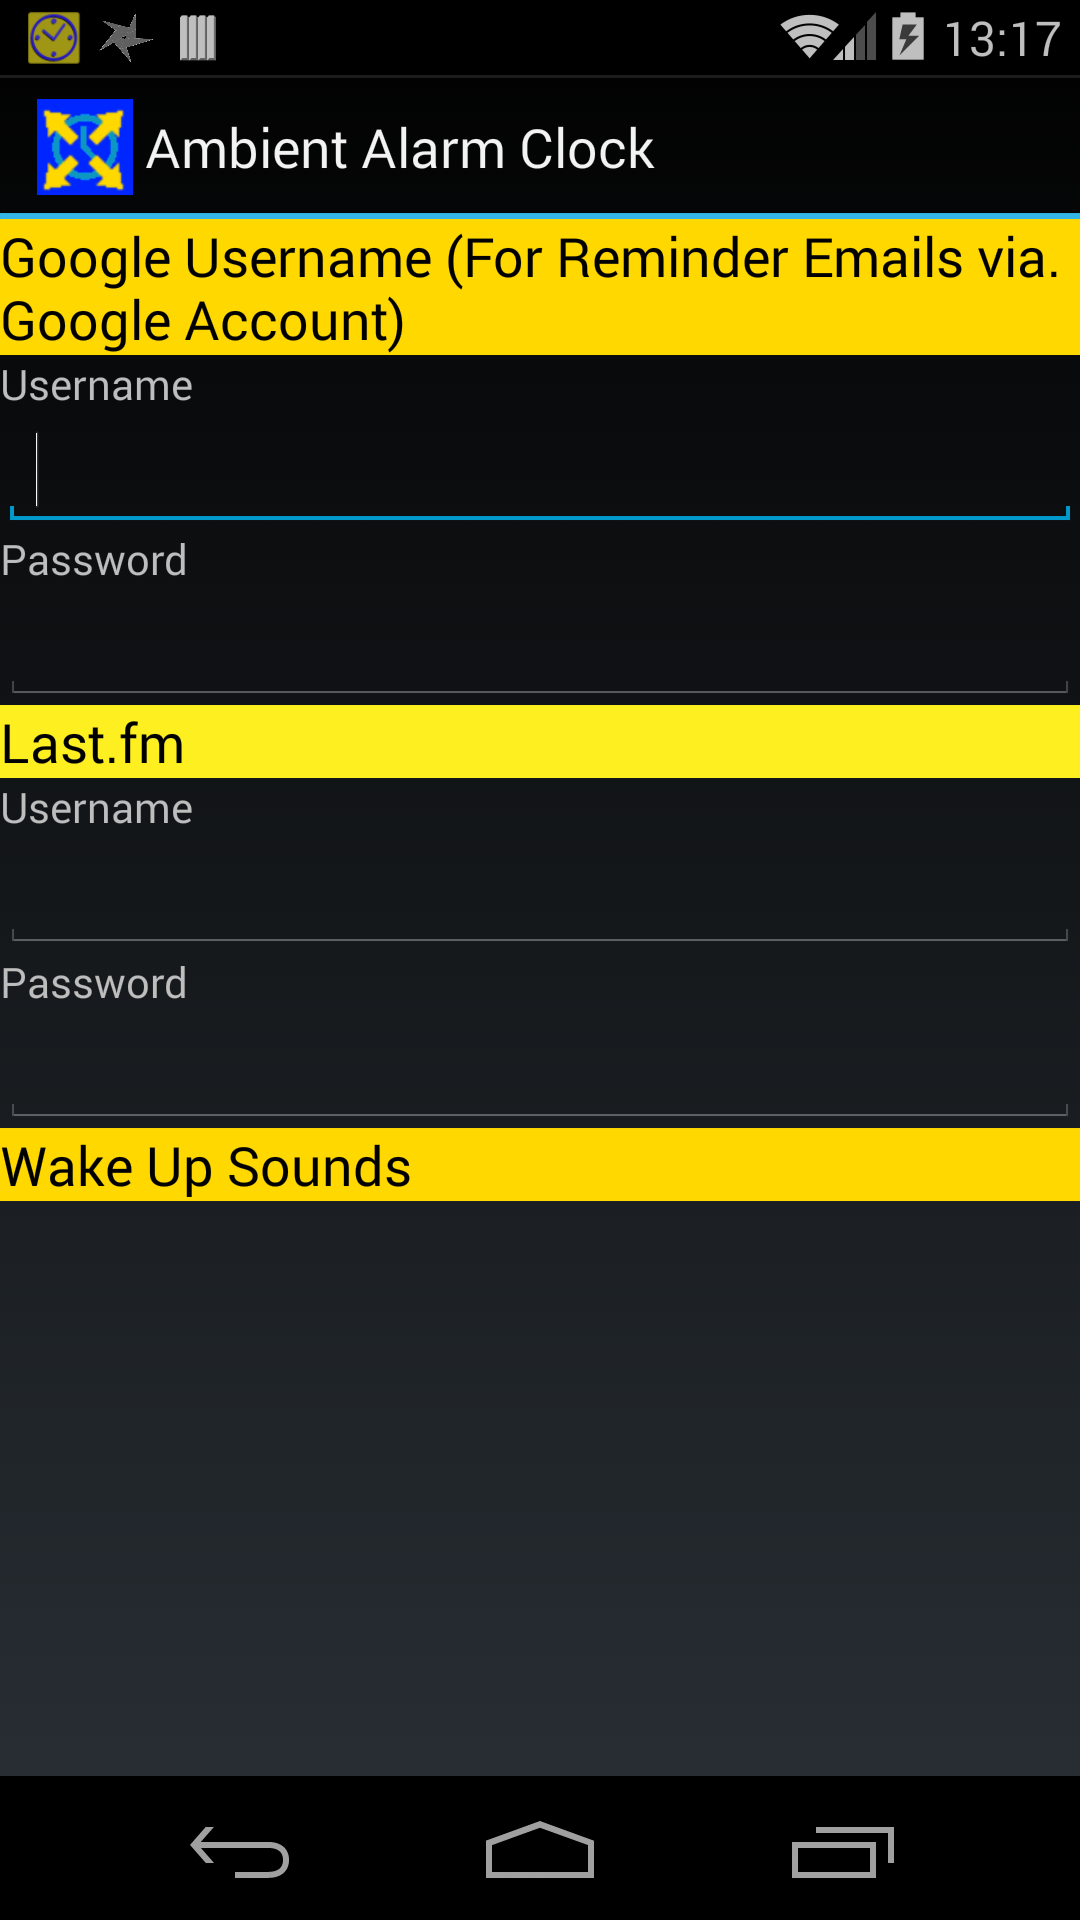 13:17
Ambient Alarm Clock
Google Username (For Reminder Emails via.
Google Account)
Username
Password
Last.fm
Username
Password
Wake Up Sounds